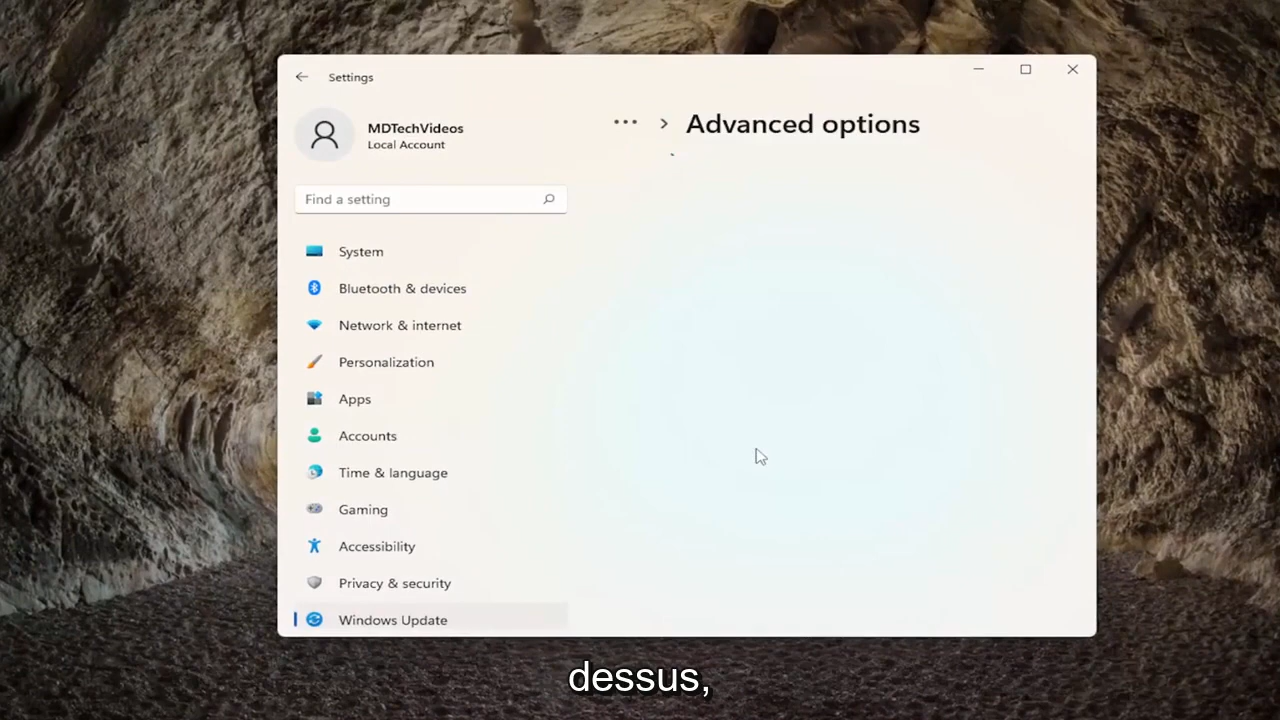 Settings
MDTechVideos
Local Account
Find a setting
System
Bluetooth & devices
Network & internet
Personalization
Apps
Accounts
Time & language
Gaming
Accessibility
Privacy & security
Windows Update
••• > Advanced options
dessus,